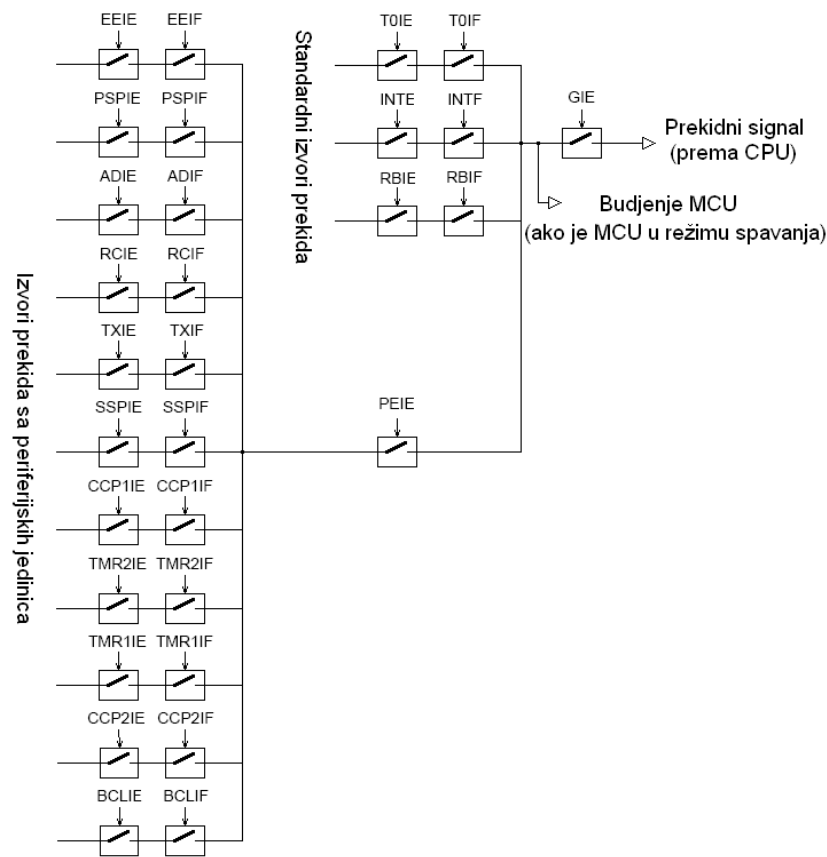 EEIE EEIF
PSPIE PSPIF
ADIE ADIF
RCIE RCIF
TXIE TXIF
SSPIE SSPIF
CCP1IE CCP1IF
TMR2IE TMR2IF
TMR1IE TMR1IF
CCP2IE CCP2IF
BCLIE BCLIF
Izvori prekida sa periferijskih jedinica
Standardni izvori prekida
T0IE T0IF
INTE INTF
RBIE RBIF
PEIE
GIE
Prekidni signal
(prema CPU)
Budjenje MCU
(ako je MCU u režimu spavanja)